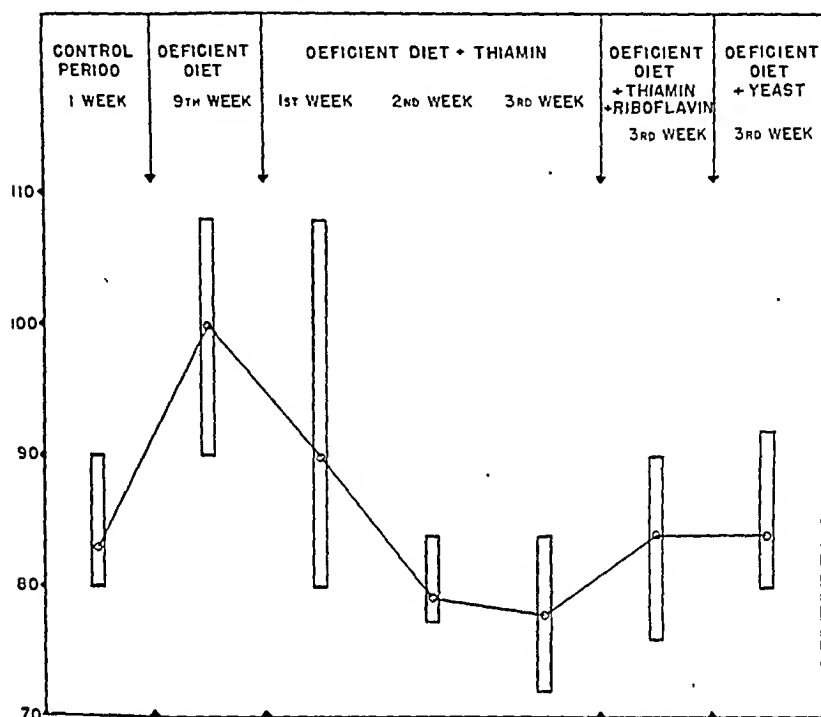 CONTROL
PERIOD
1 WEEK
DEFICIENT
DIET
9TH WEEK
DEFICIENT DIET + THIAMIN
1ST WEEK 2ND WEEK 3RD WEEK
DEFICIENT
DIET
+THIAMIN
+RIBOFLAVIN
3RD WEEK
DEFICIENT
DIET
+YEAST
3RD WEEK
110
100
90
80
70